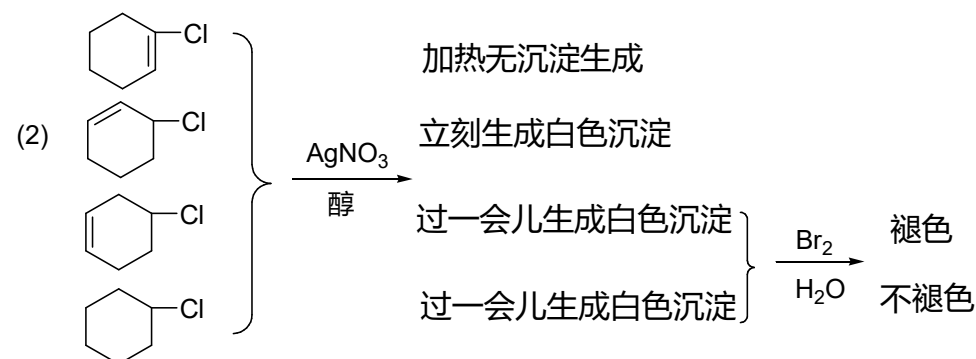 Cl
加热无沉淀生成
(2)
Cl
立刻生成白色沉淀
AgNO₃
醇
Cl
过一会儿生成白色沉淀
Br₂
H₂O
褪色
Cl
过一会儿生成白色沉淀
不褪色